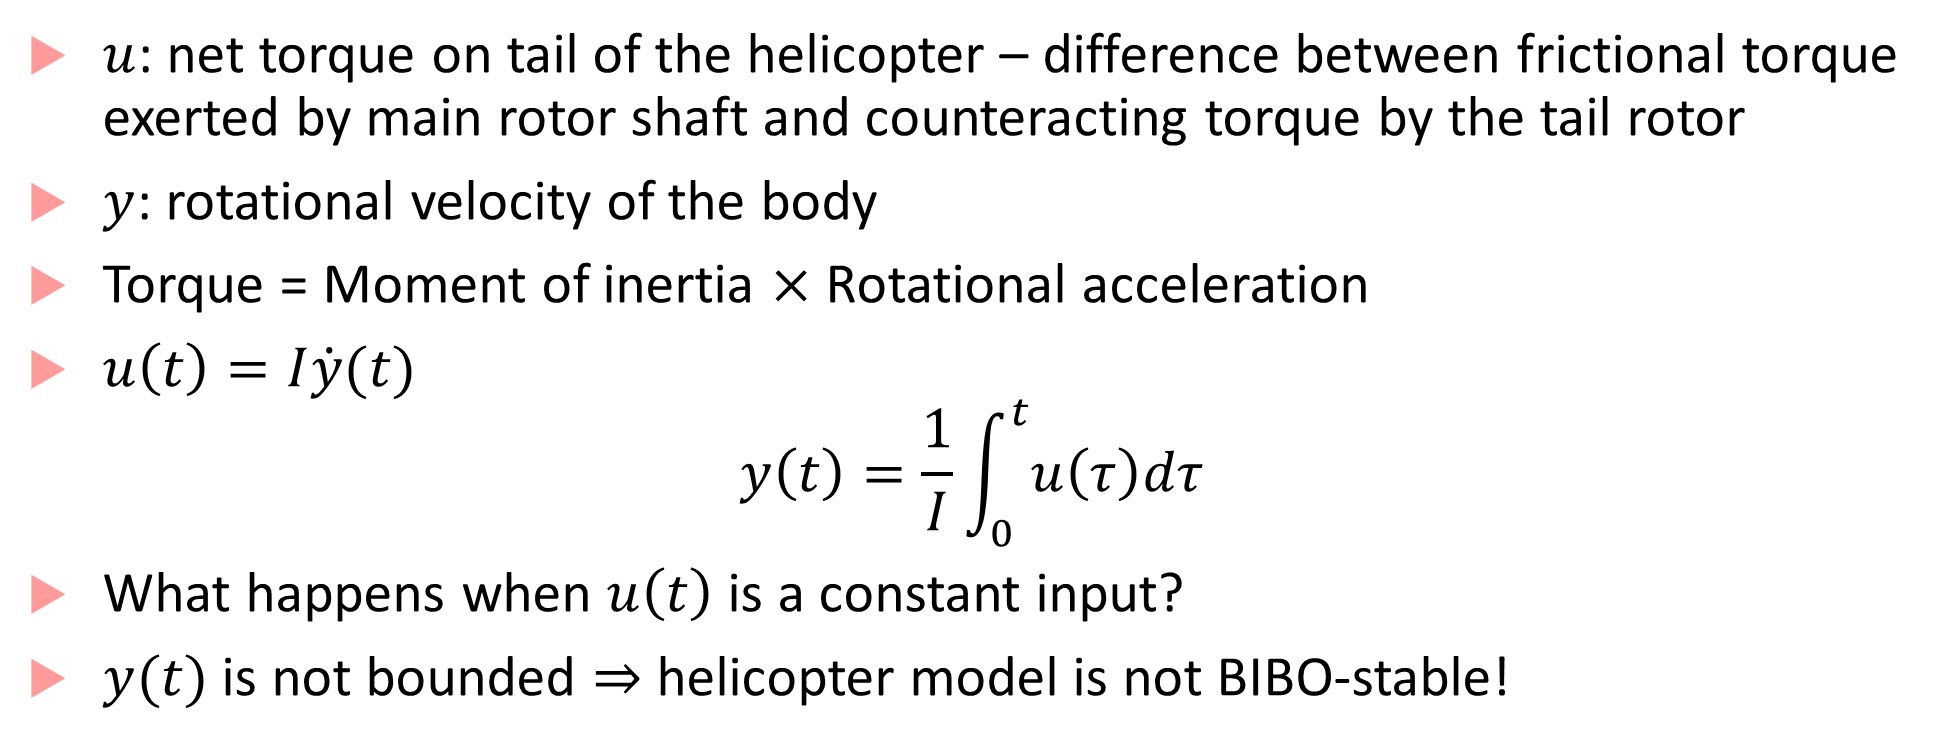 ▶ 𝑢: net torque on tail of the helicopter – difference between frictional torque
exerted by main rotor shaft and counteracting torque by the tail rotor
▶ 𝑦: rotational velocity of the body
▶ Torque = Moment of inertia × Rotational acceleration
▶ 𝑢(𝑡) = 𝐼𝑦̇(𝑡)
𝑦(𝑡) = 1/𝐼 ∫₀ᵗ 𝑢(𝜏)𝑑𝜏
▶ What happens when 𝑢(𝑡) is a constant input?
▶ 𝑦(𝑡) is not bounded ⇒ helicopter model is not BIBO-stable!